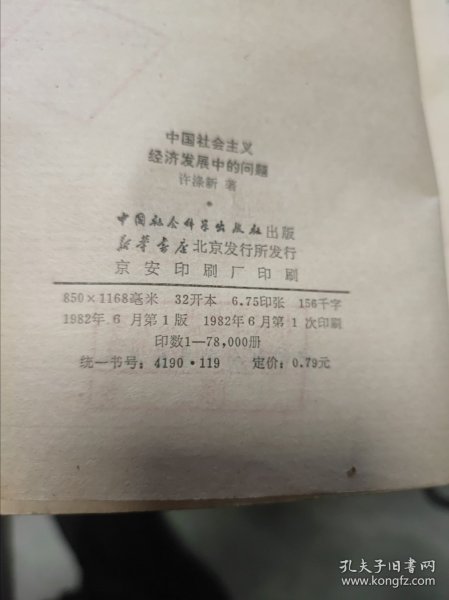 中国社会主义
经济发展中的问题
许涤新 著
中国社会科学出版社出版
新华书店北京发行所发行
京安印刷厂印刷
850×1168毫米 32开本 6.75印张 156千字
1982年6月第1版 1982年6月第1次印刷
印数1—78,000册
统一书号：4190·119 定价：0.79元
孔夫子旧书网
www.kongfz.com